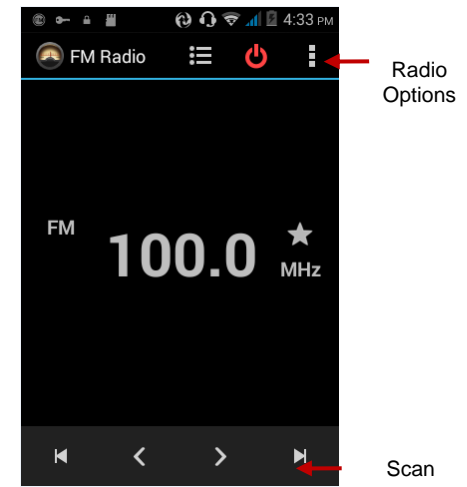 4:33 PM
FM Radio
Radio
Options
FM
100.0
MHz
Scan